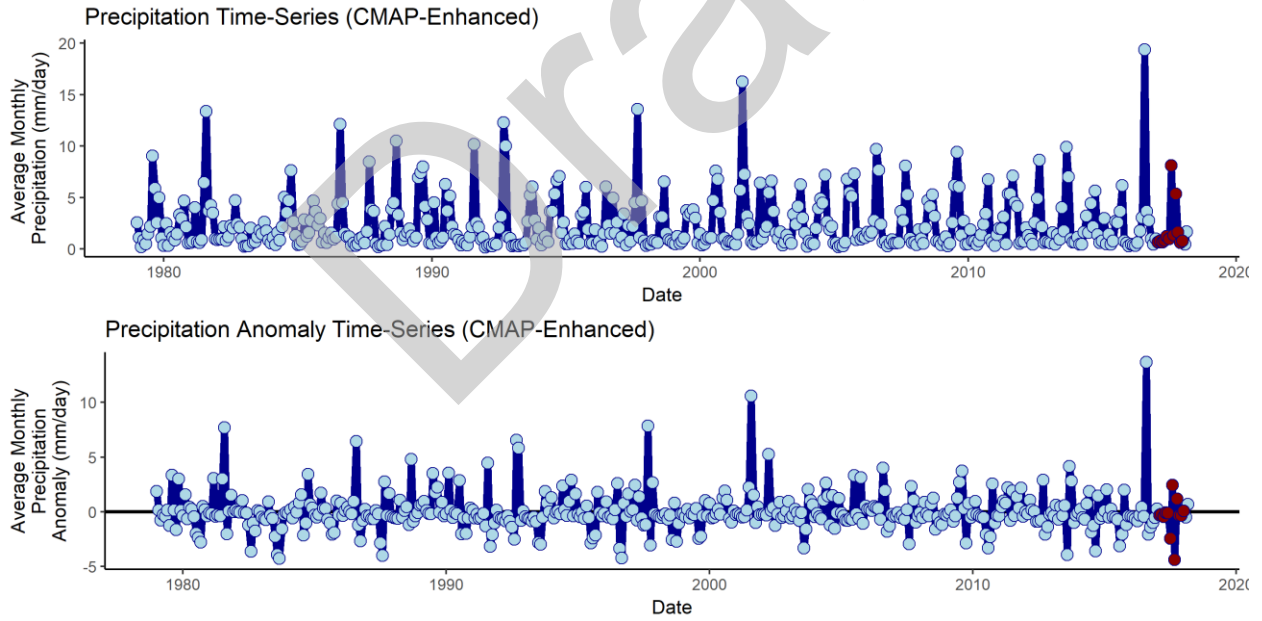 Precipitation Time-Series (CMAP-Enhanced)
Average Monthly
Precipitation (mm/day)
20
15
10
5
0
1980
1990
2000
2010
2020
Date
Dra
Precipitation Anomaly Time-Series (CMAP-Enhanced)
Average Monthly
Precipitation
Anomaly (mm/day)
10
5
0
-5
1980
1990
2000
2010
2020
Date